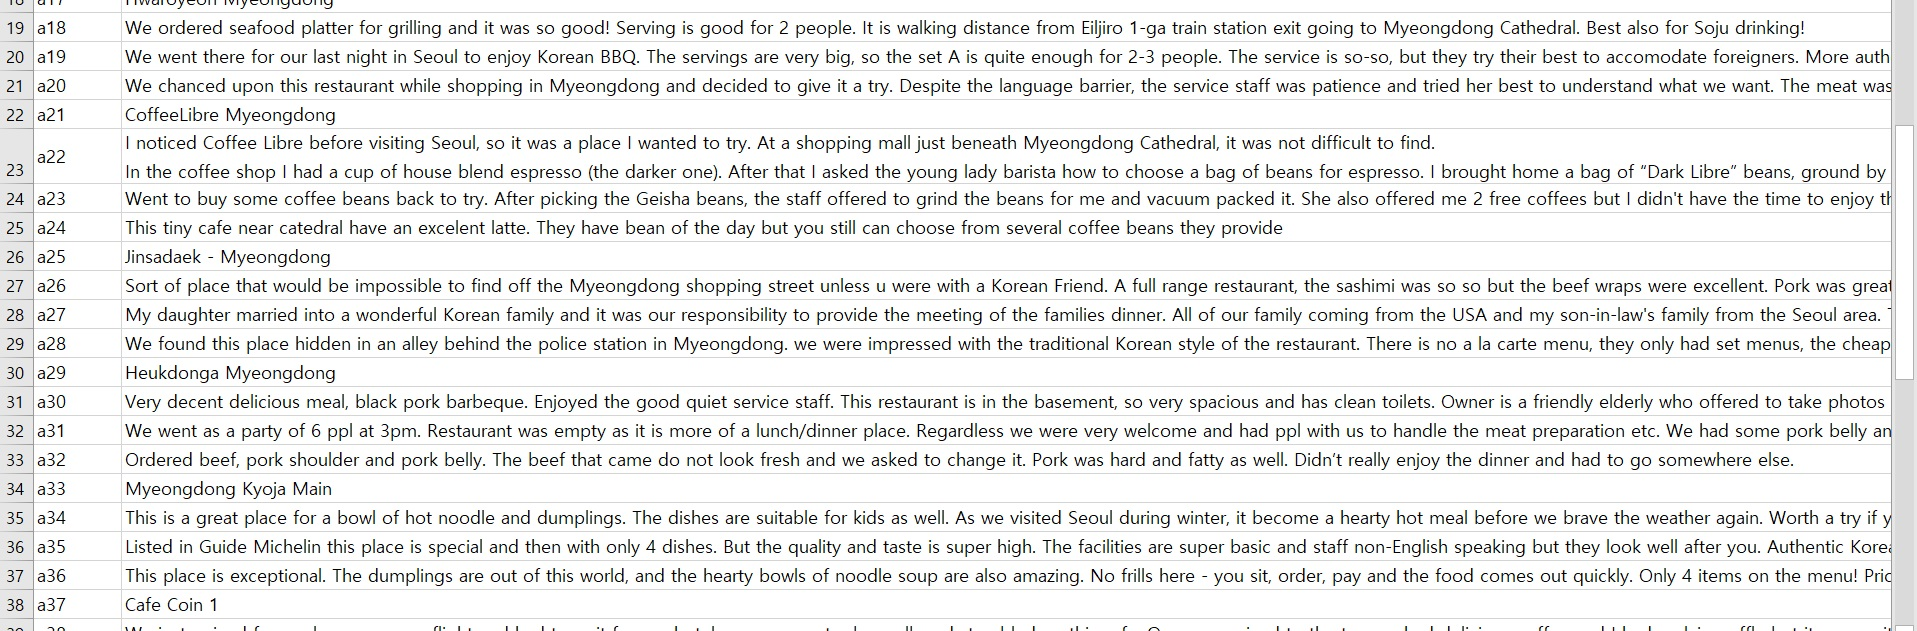 18 a17 Hwaroyeon Myeongdong
19 a18 We ordered seafood platter for grilling and it was so good! Serving is good for 2 people. It is walking distance from Eiljiro 1-ga train station exit going to Myeongdong Cathedral. Best also for Soju drinking!
20 a19 We went there for our last night in Seoul to enjoy Korean BBQ. The servings are very big, so the set A is quite enough for 2-3 people. The service is so-so, but they try their best to accomodate foreigners. More auth
21 a20 We chanced upon this restaurant while shopping in Myeongdong and decided to give it a try. Despite the language barrier, the service staff was patience and tried her best to understand what we want. The meat was
22 a21 CoffeeLibre Myeongdong
I noticed Coffee Libre before visiting Seoul, so it was a place I wanted to try. At a shopping mall just beneath Myeongdong Cathedral, it was not difficult to find.
23 a22 In the coffee shop I had a cup of house blend espresso (the darker one). After that I asked the young lady barista how to choose a bag of beans for espresso. I brought home a bag of “Dark Libre” beans, ground by
24 a23 Went to buy some coffee beans back to try. After picking the Geisha beans, the staff offered to grind the beans for me and vacuum packed it. She also offered me 2 free coffees but I didn't have the time to enjoy th
25 a24 This tiny cafe near catedral have an excelent latte. They have bean of the day but you still can choose from several coffee beans they provide
26 a25 Jinsadaek - Myeongdong
27 a26 Sort of place that would be impossible to find off the Myeongdong shopping street unless u were with a Korean Friend. A full range restaurant, the sashimi was so so but the beef wraps were excellent. Pork was great
28 a27 My daughter married into a wonderful Korean family and it was our responsibility to provide the meeting of the families dinner. All of our family coming from the USA and my son-in-law's family from the Seoul area.
29 a28 We found this place hidden in an alley behind the police station in Myeongdong. we were impressed with the traditional Korean style of the restaurant. There is no a la carte menu, they only had set menus, the cheap
30 a29 Heukdonga Myeongdong
31 a30 Very decent delicious meal, black pork barbeque. Enjoyed the good quiet service staff. This restaurant is in the basement, so very spacious and has clean toilets. Owner is a friendly elderly who offered to take photos
32 a31 We went as a party of 6 ppl at 3pm. Restaurant was empty as it is more of a lunch/dinner place. Regardless we were very welcome and had ppl with us to handle the meat preparation etc. We had some pork belly an
33 a32 Ordered beef, pork shoulder and pork belly. The beef that came do not look fresh and we asked to change it. Pork was hard and fatty as well. Didn’t really enjoy the dinner and had to go somewhere else.
34 a33 Myeongdong Kyoja Main
35 a34 This is a great place for a bowl of hot noodle and dumplings. The dishes are suitable for kids as well. As we visited Seoul during winter, it become a hearty hot meal before we brave the weather again. Worth a try if y
36 a35 Listed in Guide Michelin this place is special and then with only 4 dishes. But the quality and taste is super high. The facilities are super basic and staff non-English speaking but they look well after you. Authentic Korea
37 a36 This place is exceptional. The dumplings are out of this world, and the hearty bowls of noodle soup are also amazing. No frills here - you sit, order, pay and the food comes out quickly. Only 4 items on the menu! Pric
38 a37 Cafe Coin 1